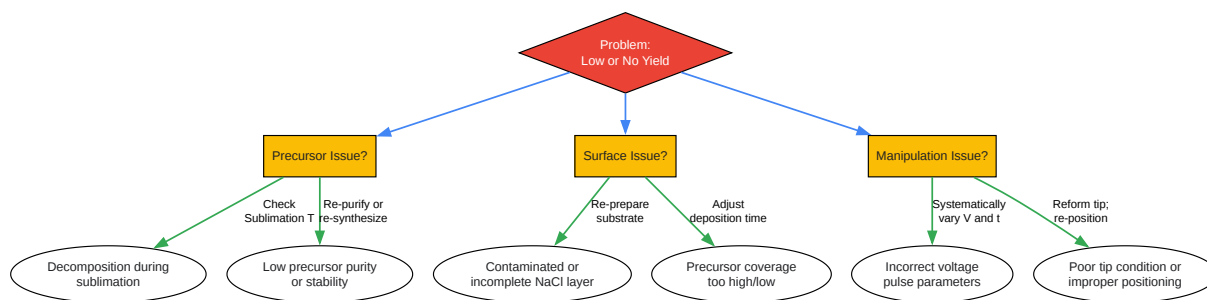 Problem:
Low or No Yield
Precursor Issue?
Surface Issue?
Manipulation Issue?
Check
Sublimation T
Re-purify or
re-synthesize
Re-prepare
substrate
Adjust
deposition time
Systematically
vary V and t
Reform tip;
re-position
Decomposition during
sublimation
Low precursor purity
or stability
Contaminated or
incomplete NaCl layer
Precursor coverage
too high/low
Incorrect voltage
pulse parameters
Poor tip condition or
improper positioning